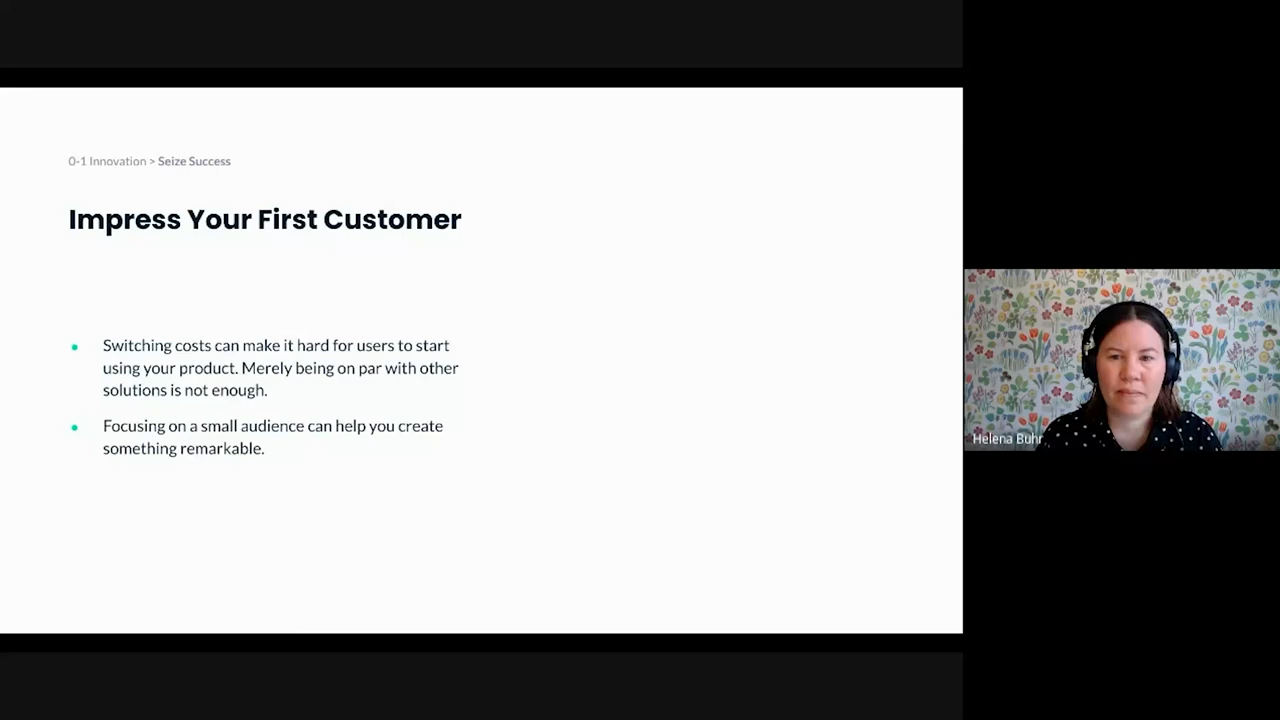 0-1 Innovation > Seize Success
Impress Your First Customer
Switching costs can make it hard for users to start
using your product. Merely being on par with other
solutions is not enough.
Focusing on a small audience can help you create
something remarkable.
Helena Buhr